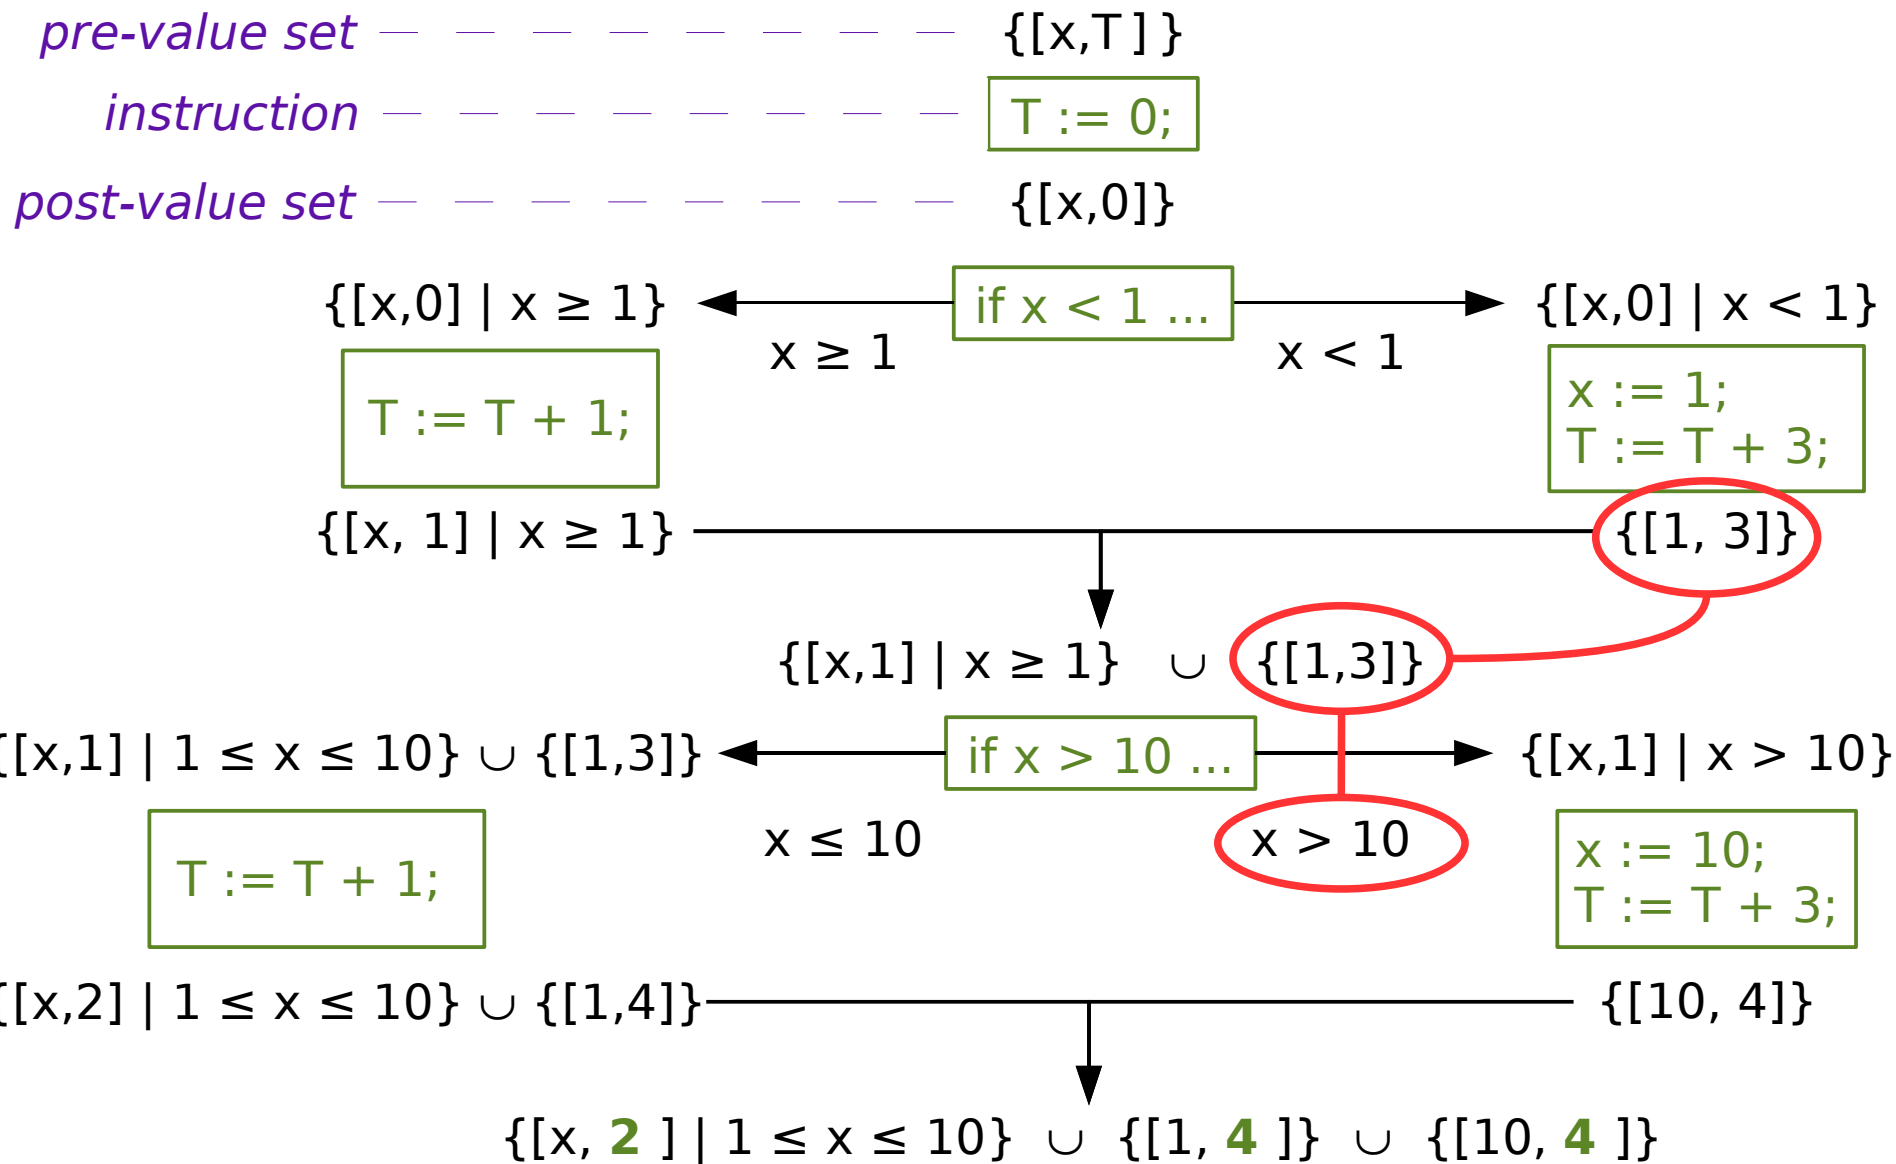 pre-value set {[x,T ] }
instruction T := 0;
post-value set {[x,0]}
{[x,0] | x ≥ 1} if x < 1 ... {[x,0] | x < 1}
x ≥ 1 x < 1
T := T + 1;
x := 1;
T := T + 3;
{[x, 1] | x ≥ 1} {[1, 3]}
{[x,1] | x ≥ 1} ∪ {[1,3]}
{[x,1] | 1 ≤ x ≤ 10} ∪ {[1,3]} if x > 10 ... {[x,1] | x > 10}
x ≤ 10 x > 10
T := T + 1;
x := 10;
T := T + 3;
{[x,2] | 1 ≤ x ≤ 10} ∪ {[1,4]} {[10, 4]}
{[x, 2 ] | 1 ≤ x ≤ 10} ∪ {[1, 4 ]} ∪ {[10, 4 ]}